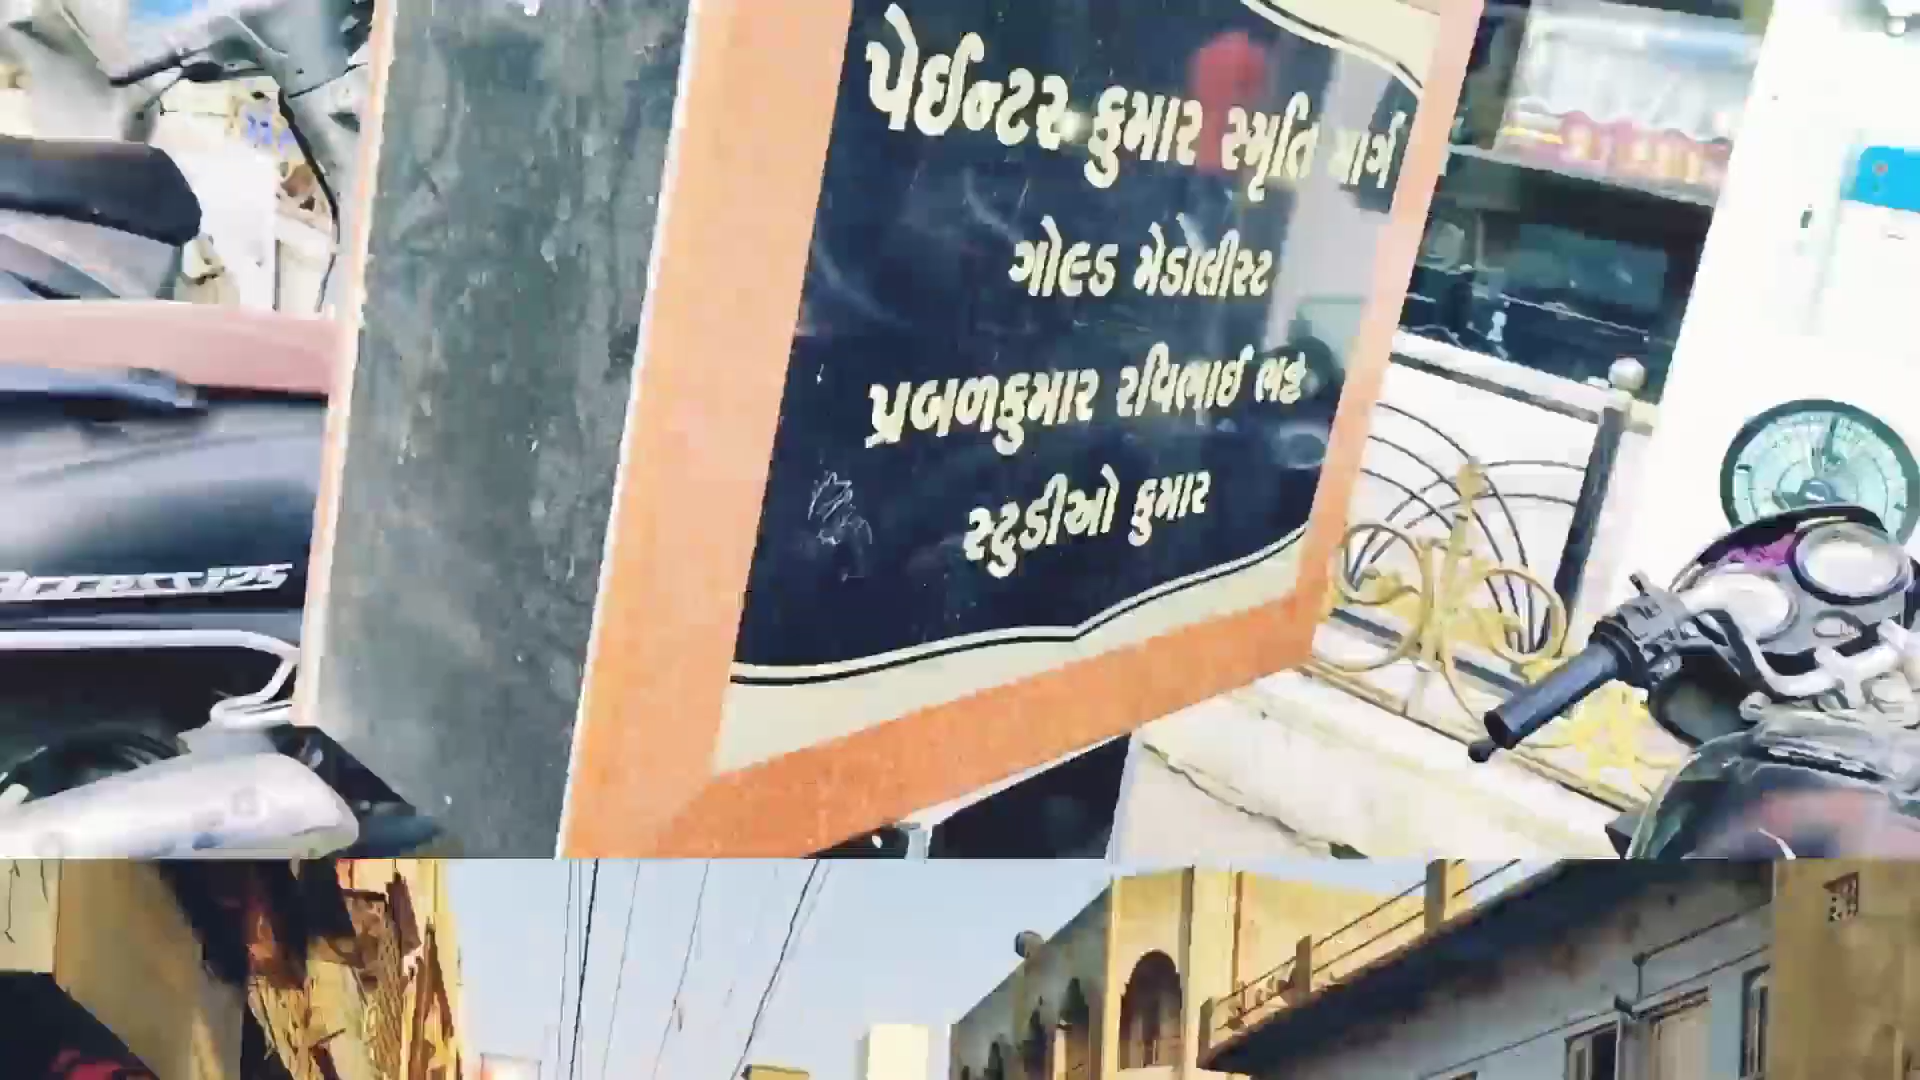 પેઈન્ટર કુમાર સ્મૃતિ માર્ગ
ગોલ્ડ મેડાલીસ્ટ
પ્રબળકુમાર રવિભાઈ ભટ્ટ
સ્ટુડીઓ કુમાર
Access 125